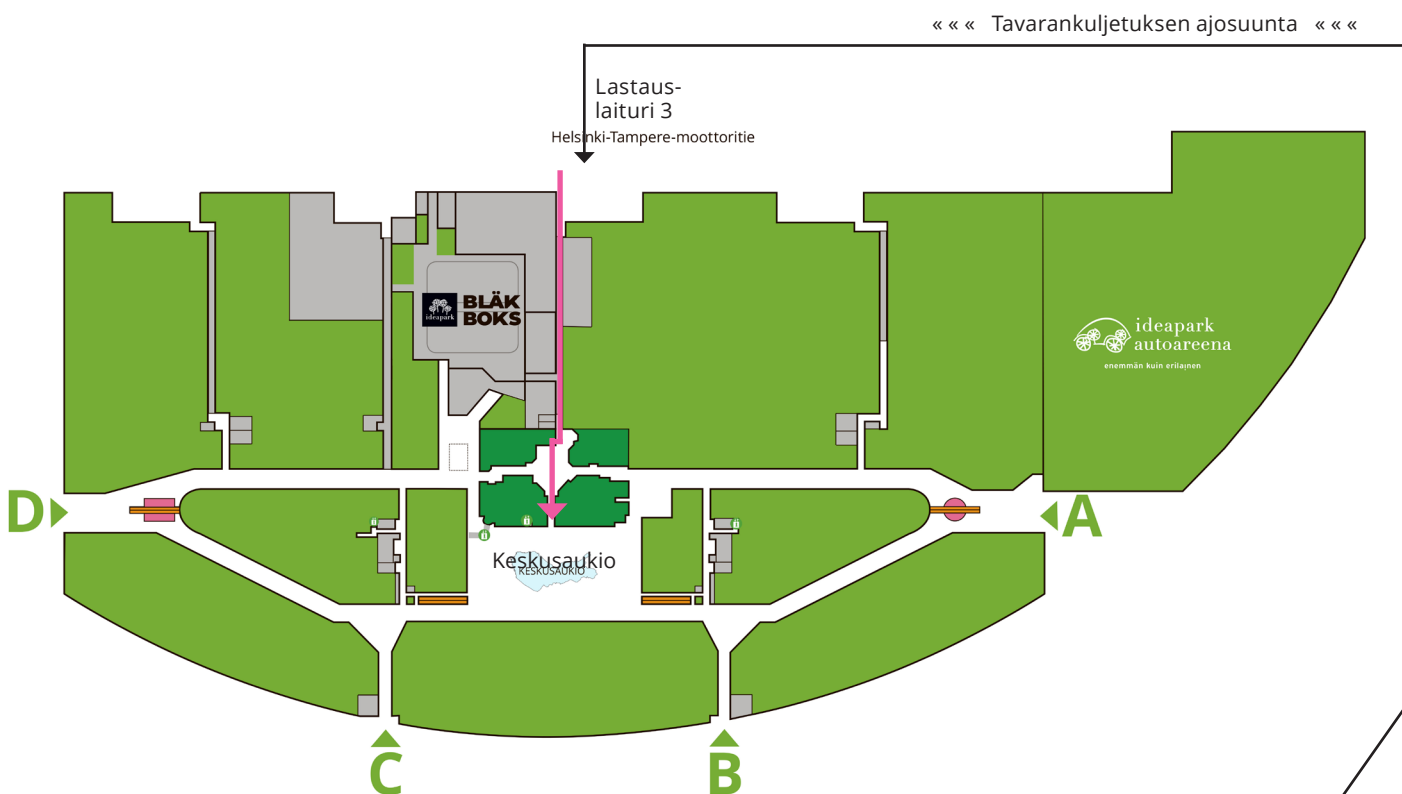 « « « Tavarankuljetuksen ajosuunta « « «
Lastaus-
laituri 3
Helsinki-Tampere-moottoritie
ideapark
BLÄK
BOKS
ideapark
autoareena
enemmän kuin erilainen
D
A
Keskusaukio
KESKUSAUKIO
C
B